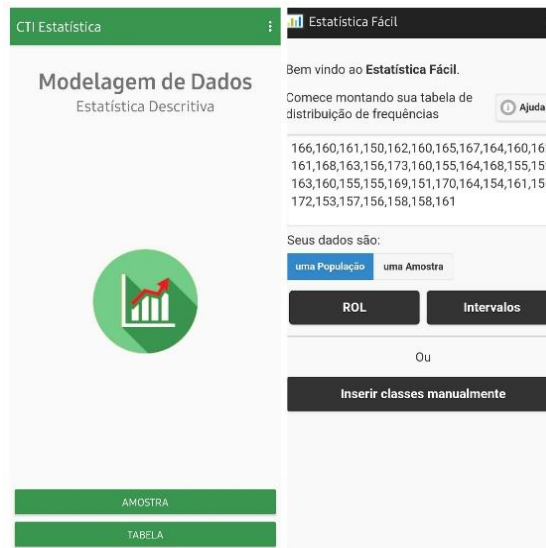 CTI Estatística
Modelagem de Dados
Estatística Descritiva
AMOSTRA
TABELA
Estatística Fácil
Bem vindo ao Estatística Fácil.
Comece montando sua tabela de
distribuição de frequências
Ajuda
166,160,161,150,162,160,165,167,164,160,16
161,168,163,156,173,160,155,164,168,155,15
163,160,155,155,169,151,170,164,154,161,15
172,153,157,156,158,158,161
Seus dados são:
uma População
uma Amostra
ROL
Intervalos
Ou
Inserir classes manualmente